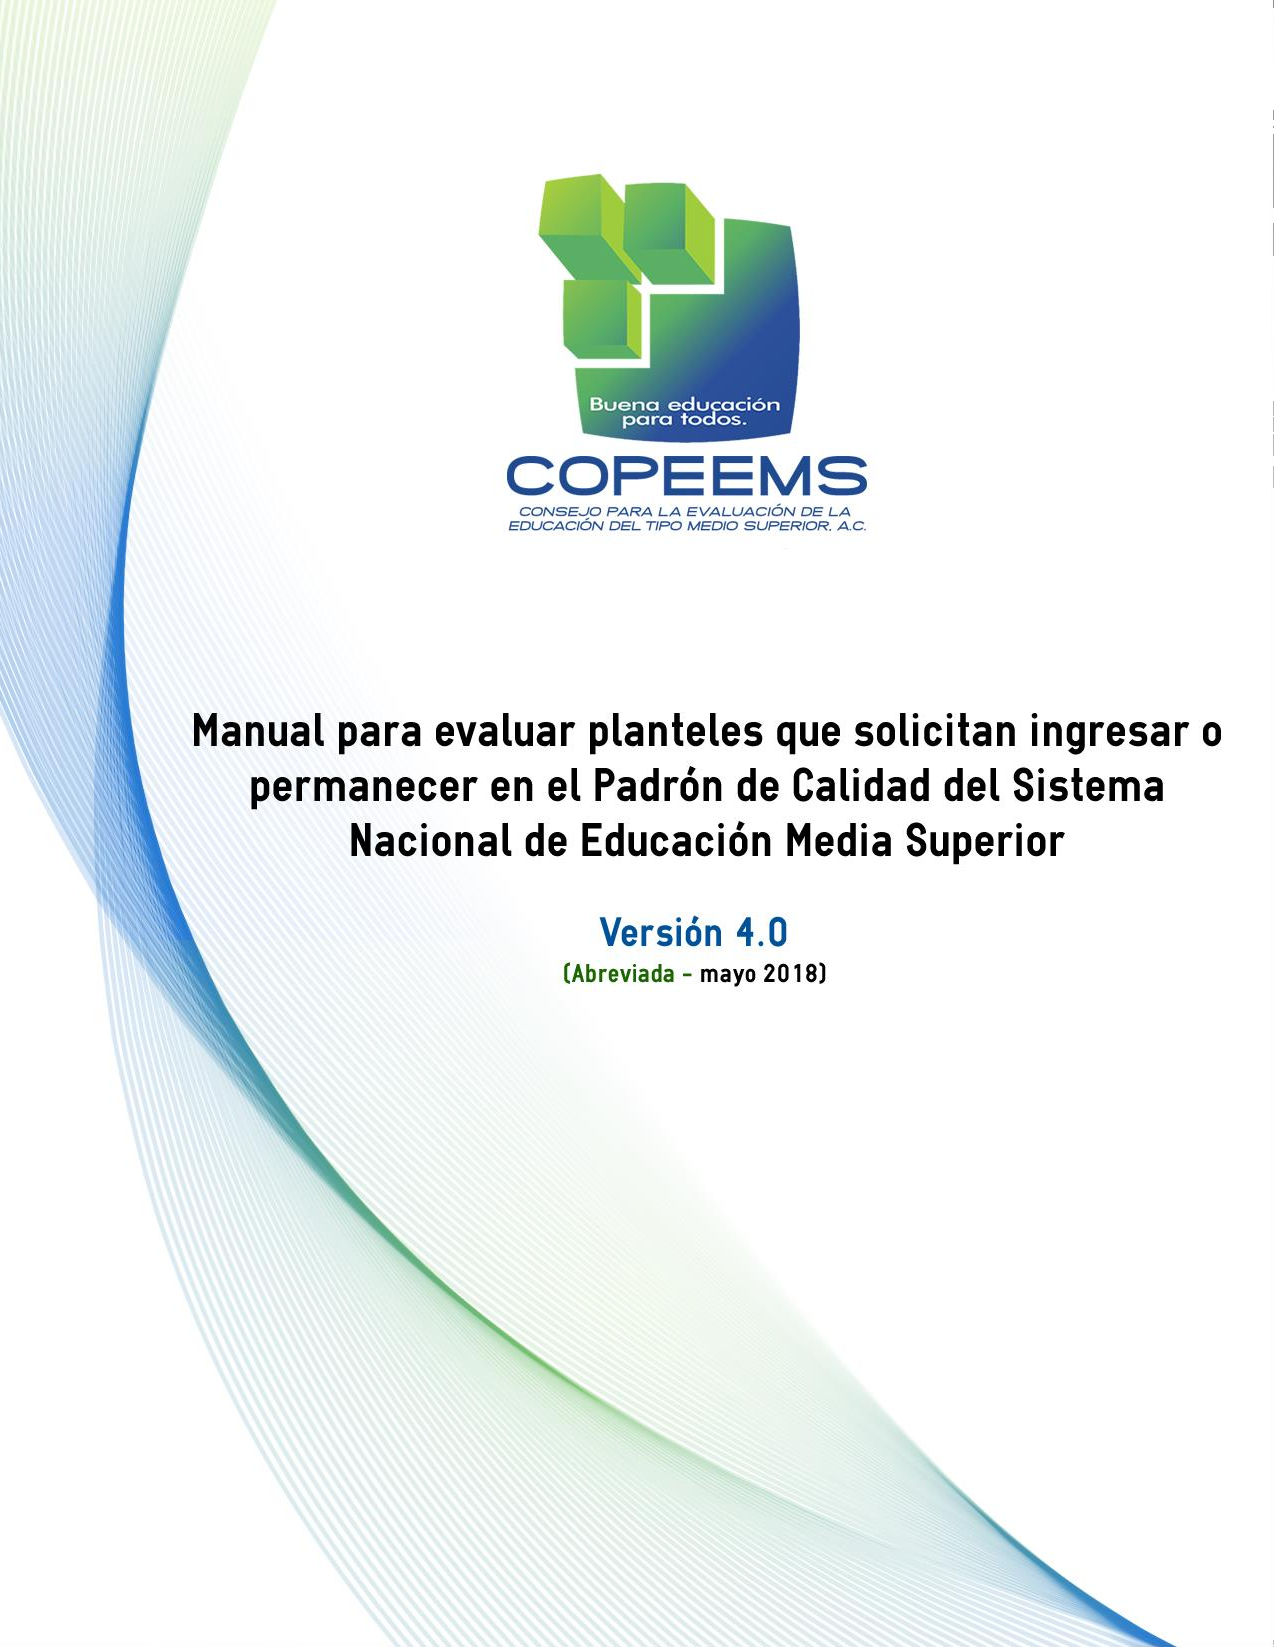 Buena educación
para todos.
COPEEMS
CONSEJO PARA LA EVALUACIÓN DE LA
EDUCACIÓN DEL TIPO MEDIO SUPERIOR, A.C.
Manual para evaluar planteles que solicitan ingresar o
permanecer en el Padrón de Calidad del Sistema
Nacional de Educación Media Superior
Versión 4.0
(Abreviada - mayo 2018)